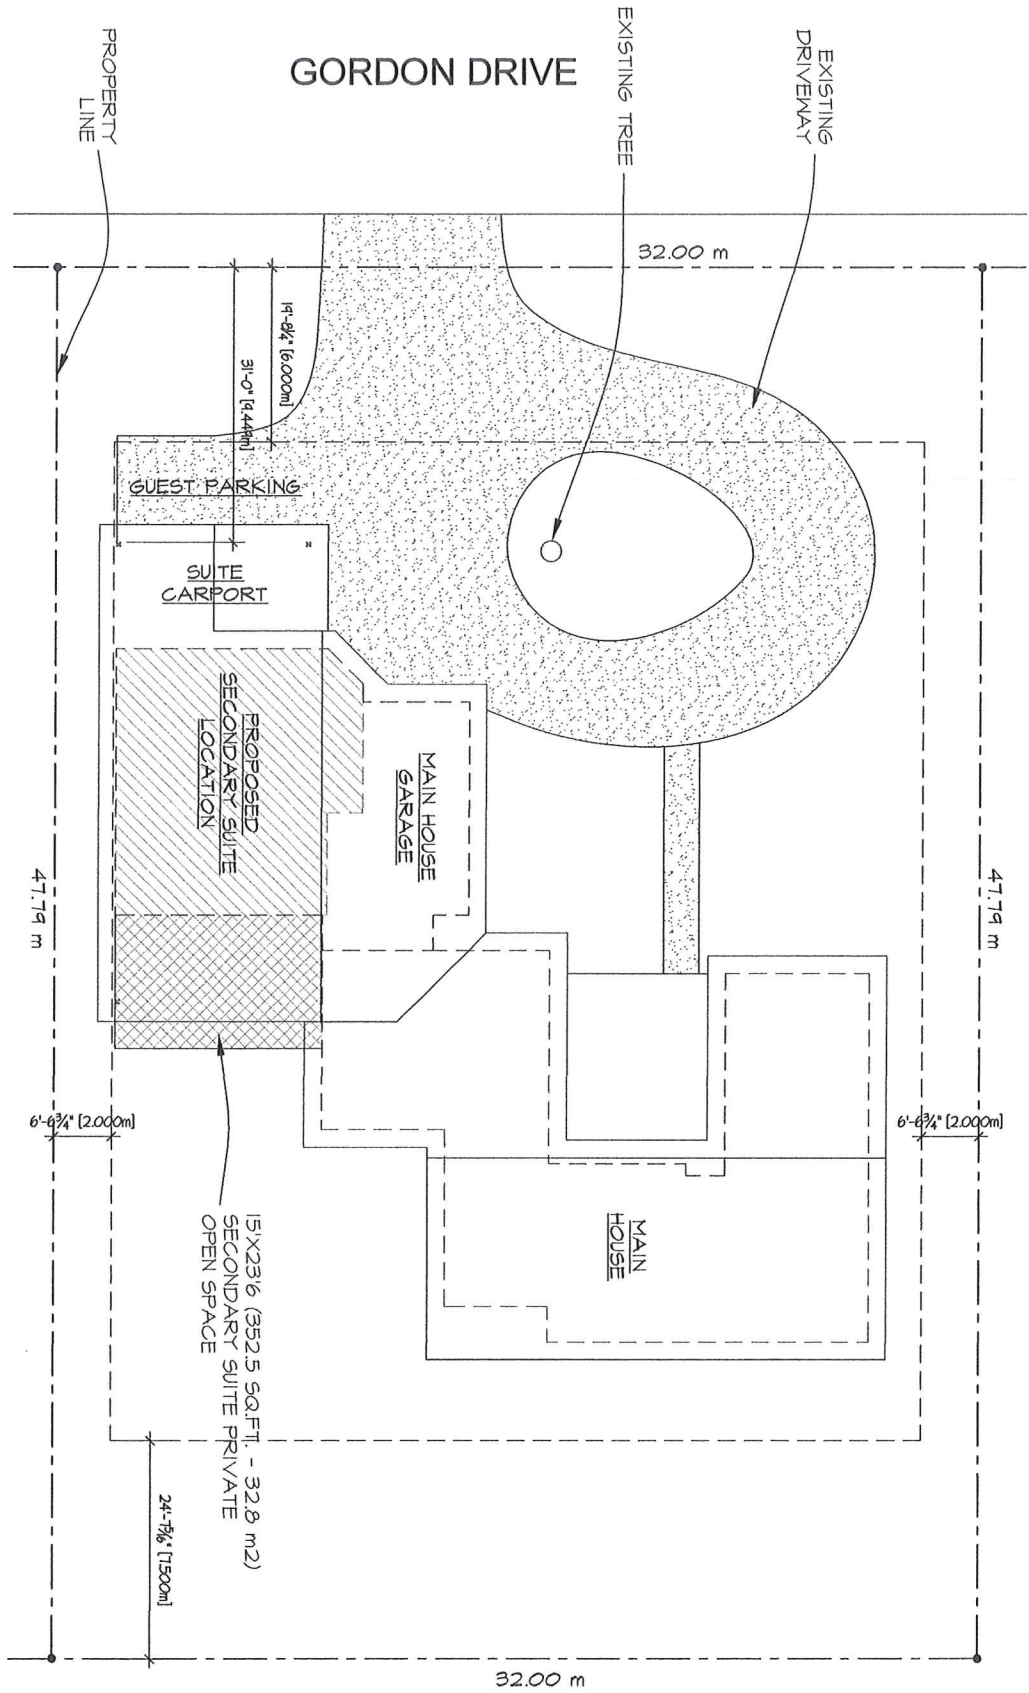 GORDON DRIVE
PROPERTY
LINE
EXISTING TREE
EXISTING
DRIVEWAY
32.00 m
19'-8¼" [6.000m]
31'-0" [9.449m]
GUEST PARKING
SUITE
CARPORT
PROPOSED
SECONDARY SUITE
LOCATION
MAIN HOUSE
GARAGE
47.79 m
47.79 m
6'-6¾" [2.000m]
6'-6¾" [2.000m]
MAIN
HOUSE
15'X23'6 (352.5 SQ.FT. - 32.8 m2)
SECONDARY SUITE PRIVATE
OPEN SPACE
24'-7 5/16" [7.500m]
32.00 m